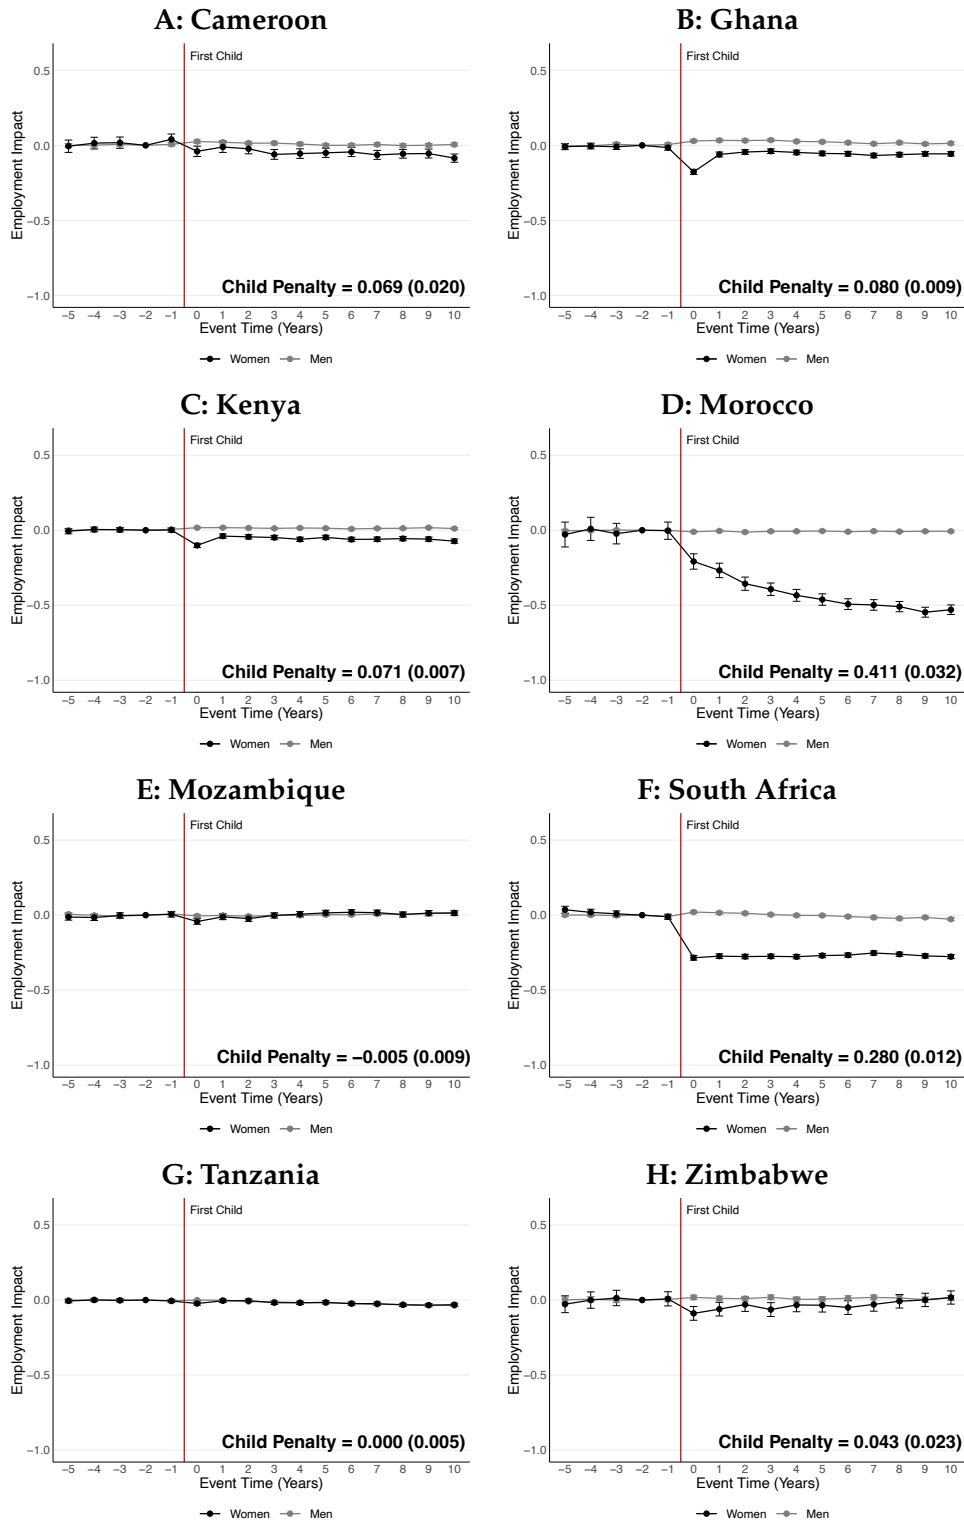 A: Cameroon
First Child
0.5
0.0
−0.5
−1.0
Employment Impact
Child Penalty = 0.069 (0.020)
−5 −4 −3 −2 −1 0 1 2 3 4 5 6 7 8 9 10
Event Time (Years)
Women Men
B: Ghana
First Child
0.5
0.0
−0.5
−1.0
Employment Impact
Child Penalty = 0.080 (0.009)
−5 −4 −3 −2 −1 0 1 2 3 4 5 6 7 8 9 10
Event Time (Years)
Women Men
C: Kenya
First Child
0.5
0.0
−0.5
−1.0
Employment Impact
Child Penalty = 0.071 (0.007)
−5 −4 −3 −2 −1 0 1 2 3 4 5 6 7 8 9 10
Event Time (Years)
Women Men
D: Morocco
First Child
0.5
0.0
−0.5
−1.0
Employment Impact
Child Penalty = 0.411 (0.032)
−5 −4 −3 −2 −1 0 1 2 3 4 5 6 7 8 9 10
Event Time (Years)
Women Men
E: Mozambique
First Child
0.5
0.0
−0.5
−1.0
Employment Impact
Child Penalty = −0.005 (0.009)
−5 −4 −3 −2 −1 0 1 2 3 4 5 6 7 8 9 10
Event Time (Years)
Women Men
F: South Africa
First Child
0.5
0.0
−0.5
−1.0
Employment Impact
Child Penalty = 0.280 (0.012)
−5 −4 −3 −2 −1 0 1 2 3 4 5 6 7 8 9 10
Event Time (Years)
Women Men
G: Tanzania
First Child
0.5
0.0
−0.5
−1.0
Employment Impact
Child Penalty = 0.000 (0.005)
−5 −4 −3 −2 −1 0 1 2 3 4 5 6 7 8 9 10
Event Time (Years)
Women Men
H: Zimbabwe
First Child
0.5
0.0
−0.5
−1.0
Employment Impact
Child Penalty = 0.043 (0.023)
−5 −4 −3 −2 −1 0 1 2 3 4 5 6 7 8 9 10
Event Time (Years)
Women Men